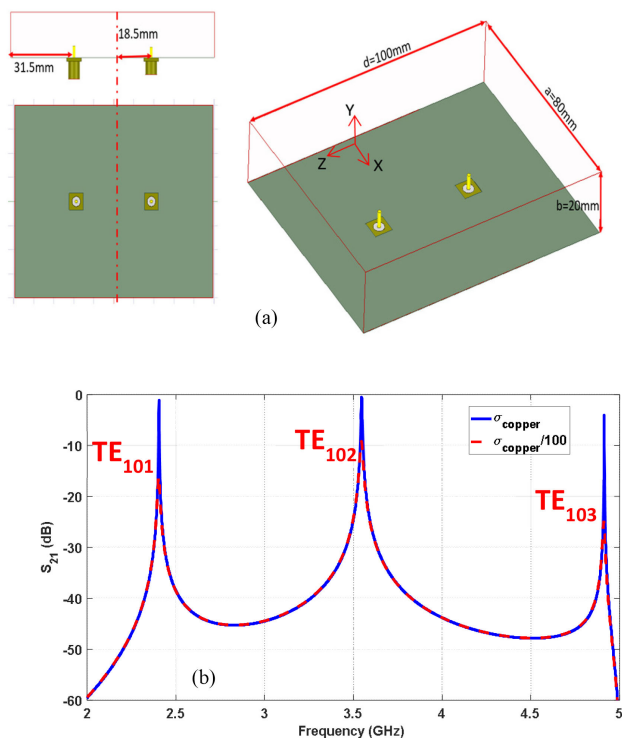 18.5mm
31.5mm
d=100mm
a=80mm
b=20mm
Y
Z
X
(a)
TE101
TE102
TE103
σcopper
σcopper/100
S21 (dB)
0
-10
-20
-30
-40
-50
-60
(b)
2
2.5
3
3.5
4
4.5
5
Frequency (GHz)